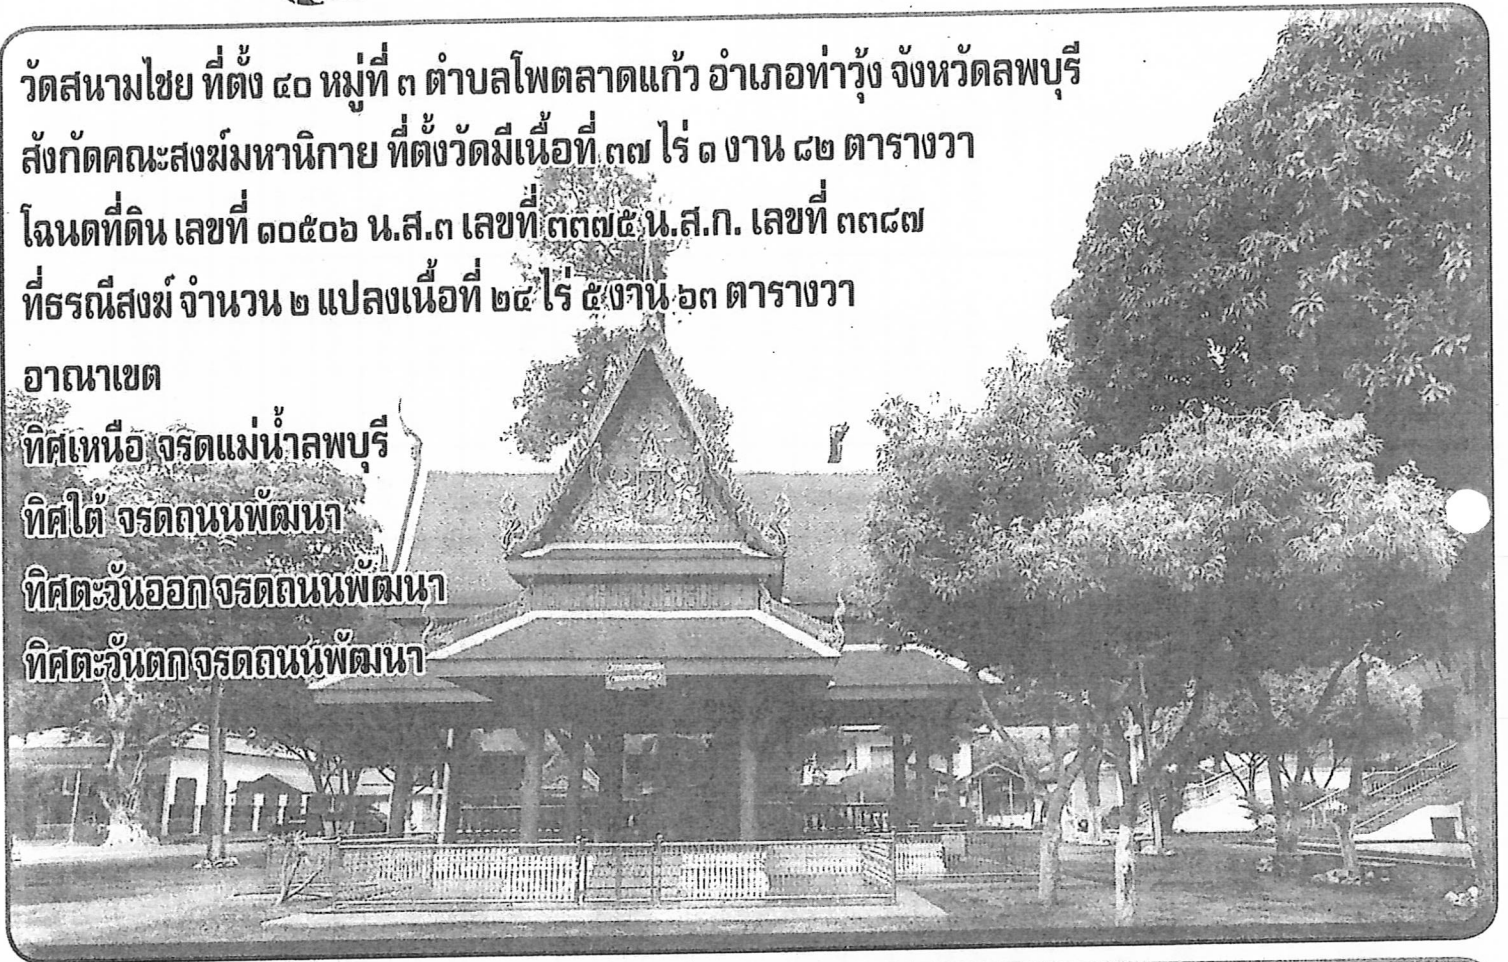 วัดสนามไชย ที่ตั้ง ๔๐ หมู่ที่ ๓ ตำบลโพตลาดแก้ว อำเภอท่าวุ้ง จังหวัดลพบุรี
สังกัดคณะสงฆ์มหานิกาย ที่ตั้งวัดมีเนื้อที่ ๓๗ ไร่ ๑ งาน ๘๒ ตารางวา
โฉนดที่ดิน เลขที่ ๑๐๕๐๖ น.ส.๓ เลขที่ ๓๓๗๕ น.ส.ก. เลขที่ ๓๓๘๗
ที่ธรณีสงฆ์ จำนวน ๒ แปลงเนื้อที่ ๒๔ ไร่ ๕ งาน ๖๓ ตารางวา
อาณาเขต
ทิศเหนือ จรดแม่น้ำลพบุรี
ทิศใต้ จรดถนนพัฒนา
ทิศตะวันออก จรดถนนพัฒนา
ทิศตะวันตก จรดถนนพัฒนา